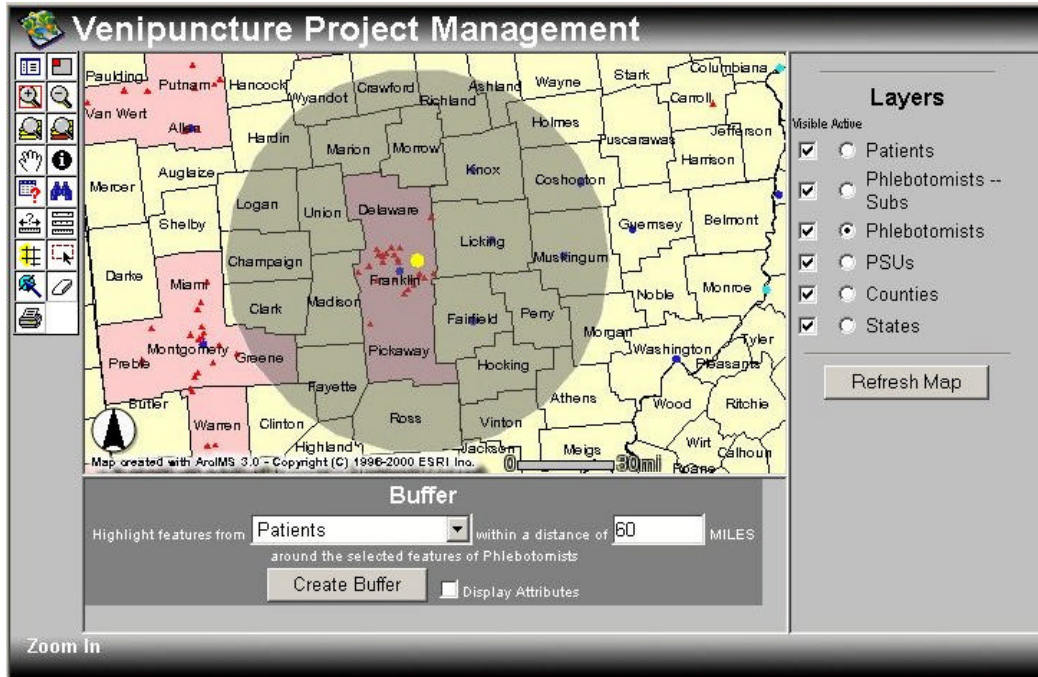 Venipuncture Project Management
Columbiana
Paulding
Putnam
Hancock
Wyandot
Crawford
Ashland
Richland
Wayne
Stark
Carroll
Van Wert
Allen
Hardin
Marion
Morrow
Holmes
Tuscarawas
Jefferson
Harrison
Mercer
Auglaize
Knox
Coshocton
Logan
Union
Delaware
Shelby
Licking
Guernsey
Belmont
Champaign
Muskingum
Darke
Miami
Franklin
Madison
Clark
Noble
Monroe
Fairfield
Perry
Morgan
Montgomery
Preble
Greene
Pickaway
Washington
Tyler
Pleasants
Hocking
Fayette
Athens
Butler
Warren
Clinton
Ross
Vinton
Wood
Ritchie
Highland
Jackson
Meigs
Wirt
Calhoun
Roane
Map created with ArcIMS 3.0 - Copyright (C) 1996-2000 ESRI Inc.
0 30mi
Layers
Visible Active
Patients
Phlebotomists --
Subs
Phlebotomists
PSUs
Counties
States
Refresh Map
Buffer
Highlight features from Patients within a distance of 60 MILES
around the selected features of Phlebotomists
Create Buffer Display Attributes
Zoom In